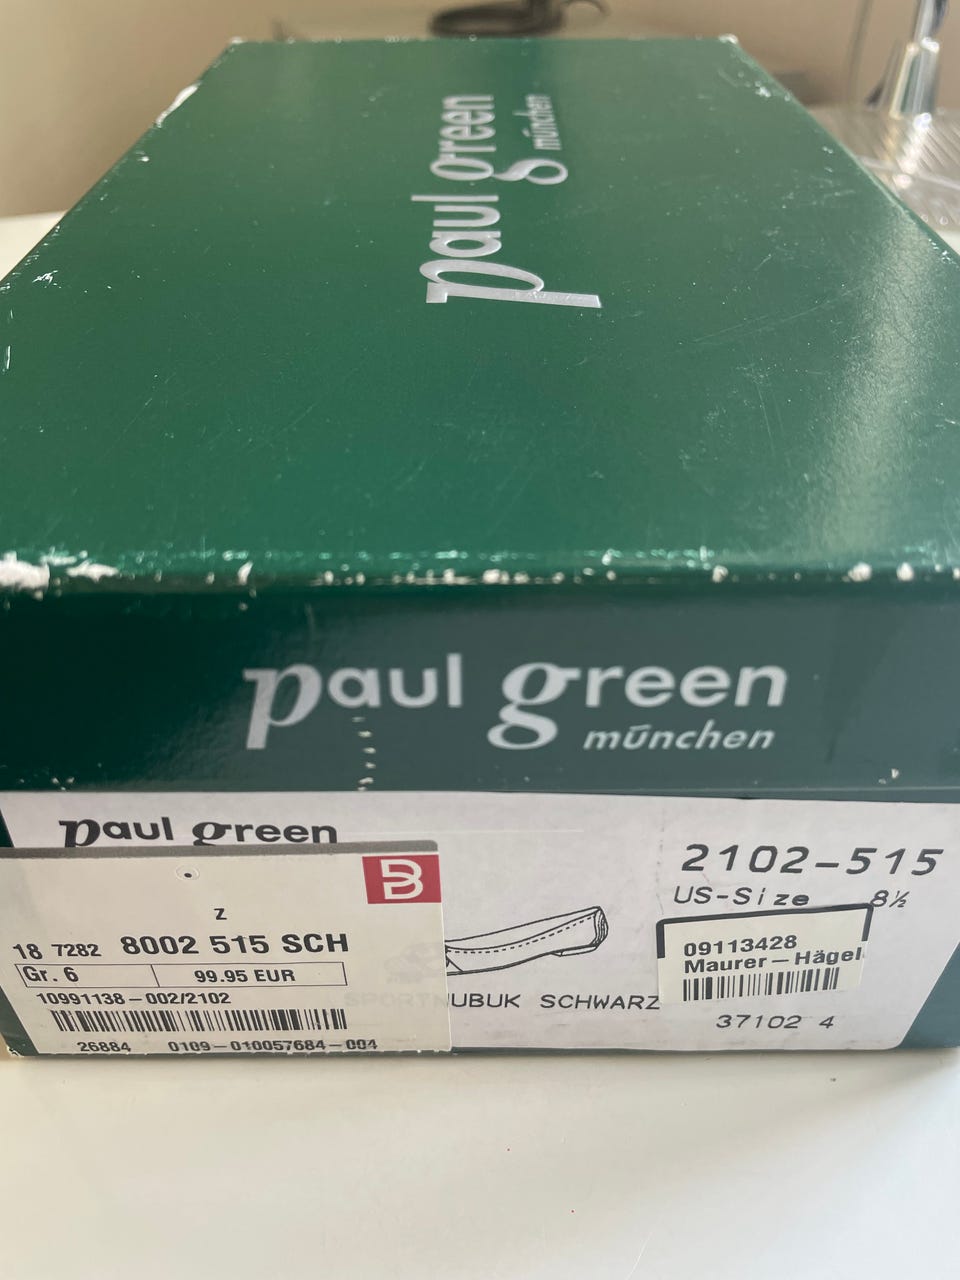 paul green
münchen
paul green
münchen
paul green
2102-515
US-Size 8½
Z
18 7282 8002 515 SCH
Gr. 6 99.95 EUR
10991138-002/2102
26884 0109-010057684-004
SPORTNUBUK SCHWARZ
09113428
Maurer-Hägel
37102 4